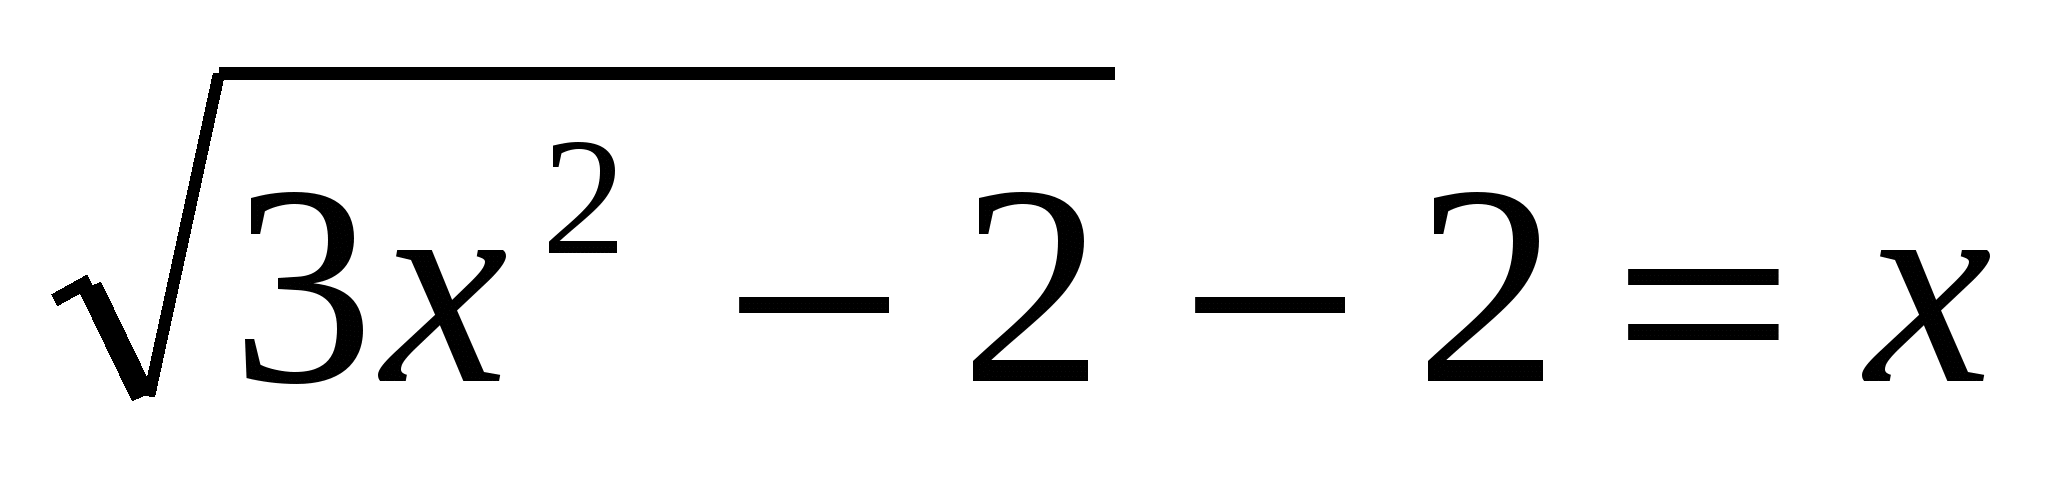 √(3x² − 2) − 2 = x